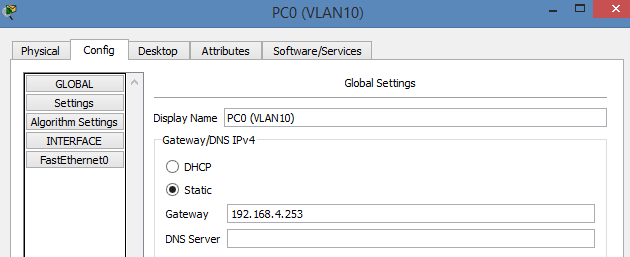 PC0 (VLAN10)
Physical Config Desktop Attributes Software/Services
GLOBAL
Settings
Algorithm Settings
INTERFACE
FastEthernet0
Global Settings
Display Name PC0 (VLAN10)
Gateway/DNS IPv4
DHCP
Static
Gateway 192.168.4.253
DNS Server